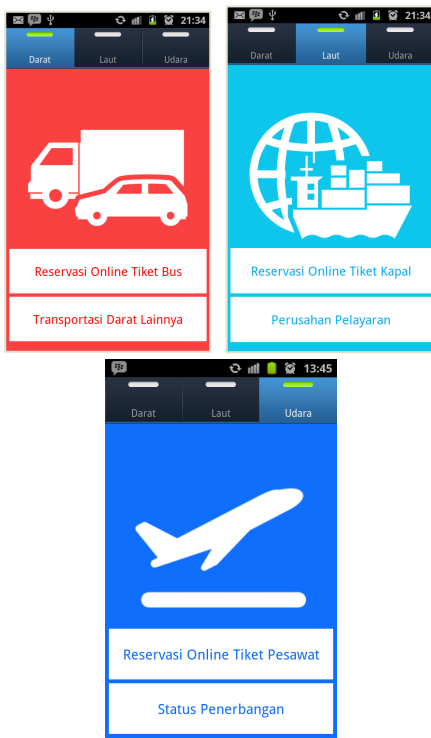 21:34
Darat Laut Udara
Reservasi Online Tiket Bus
Transportasi Darat Lainnya
21:34
Darat Laut Udara
Reservasi Online Tiket Kapal
Perusahan Pelayaran
13:45
Darat Laut Udara
Reservasi Online Tiket Pesawat
Status Penerbangan